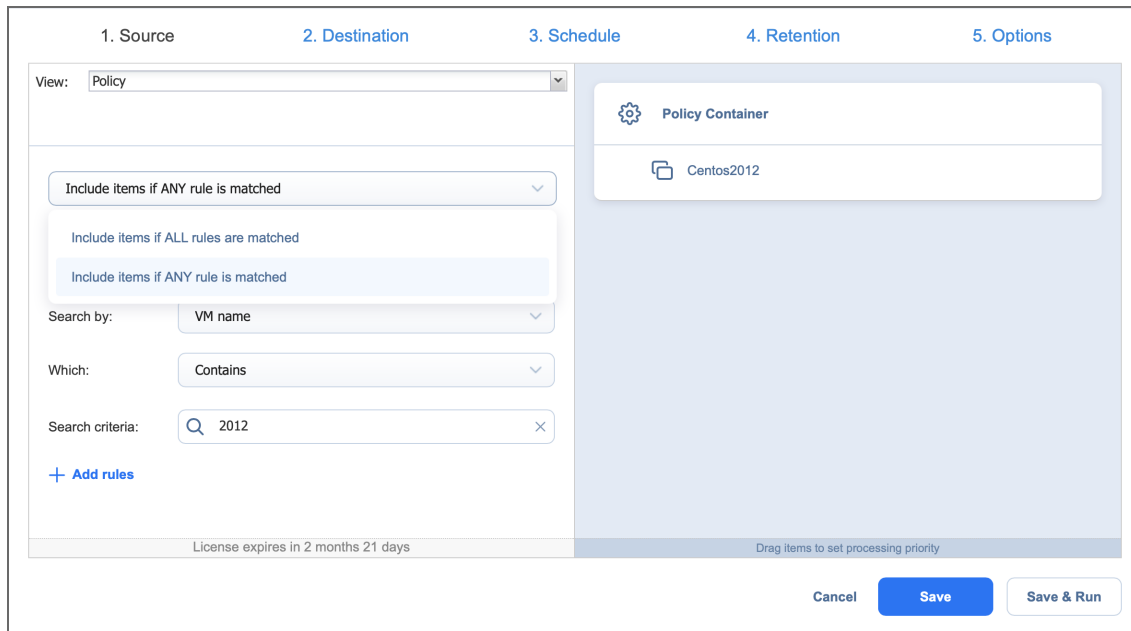 1. Source
2. Destination
3. Schedule
4. Retention
5. Options
View:
Policy
Include items if ANY rule is matched
Include items if ALL rules are matched
Include items if ANY rule is matched
Search by:
VM name
Which:
Contains
Search criteria:
2012
Add rules
License expires in 2 months 21 days
Policy Container
Centos2012
Drag items to set processing priority
Cancel
Save
Save & Run